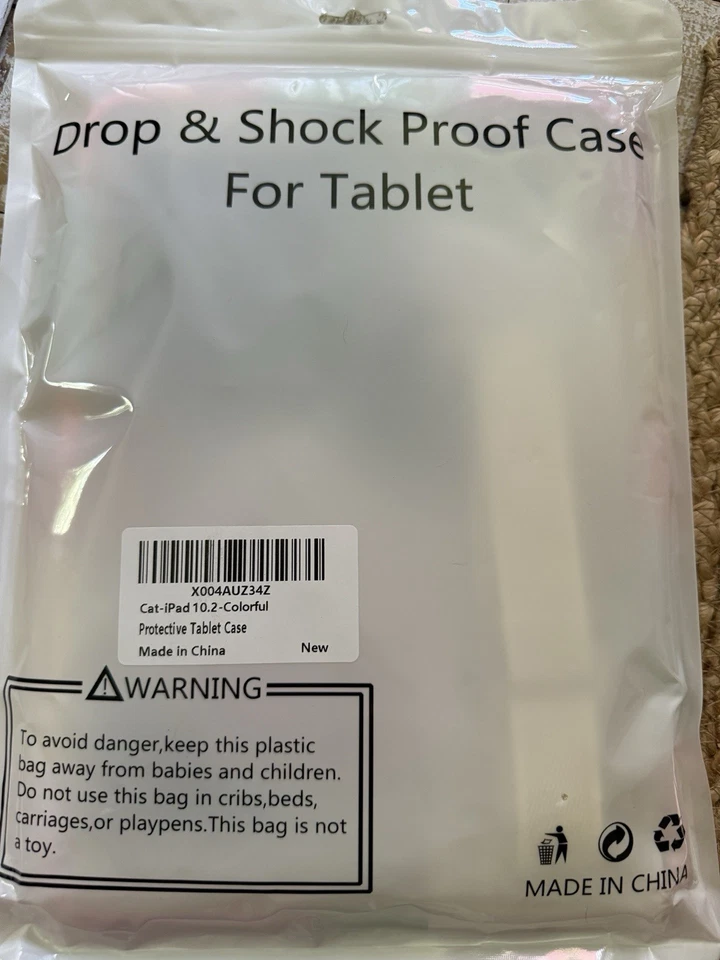 Drop & Shock Proof Case
For Tablet
X004AUZ34Z
Cat-iPad 10.2-Colorful
Protective Tablet Case
Made in China New
WARNING
To avoid danger,keep this plastic
bag away from babies and children.
Do not use this bag in cribs,beds,
carriages,or playpens.This bag is not
a toy.
MADE IN CHINA